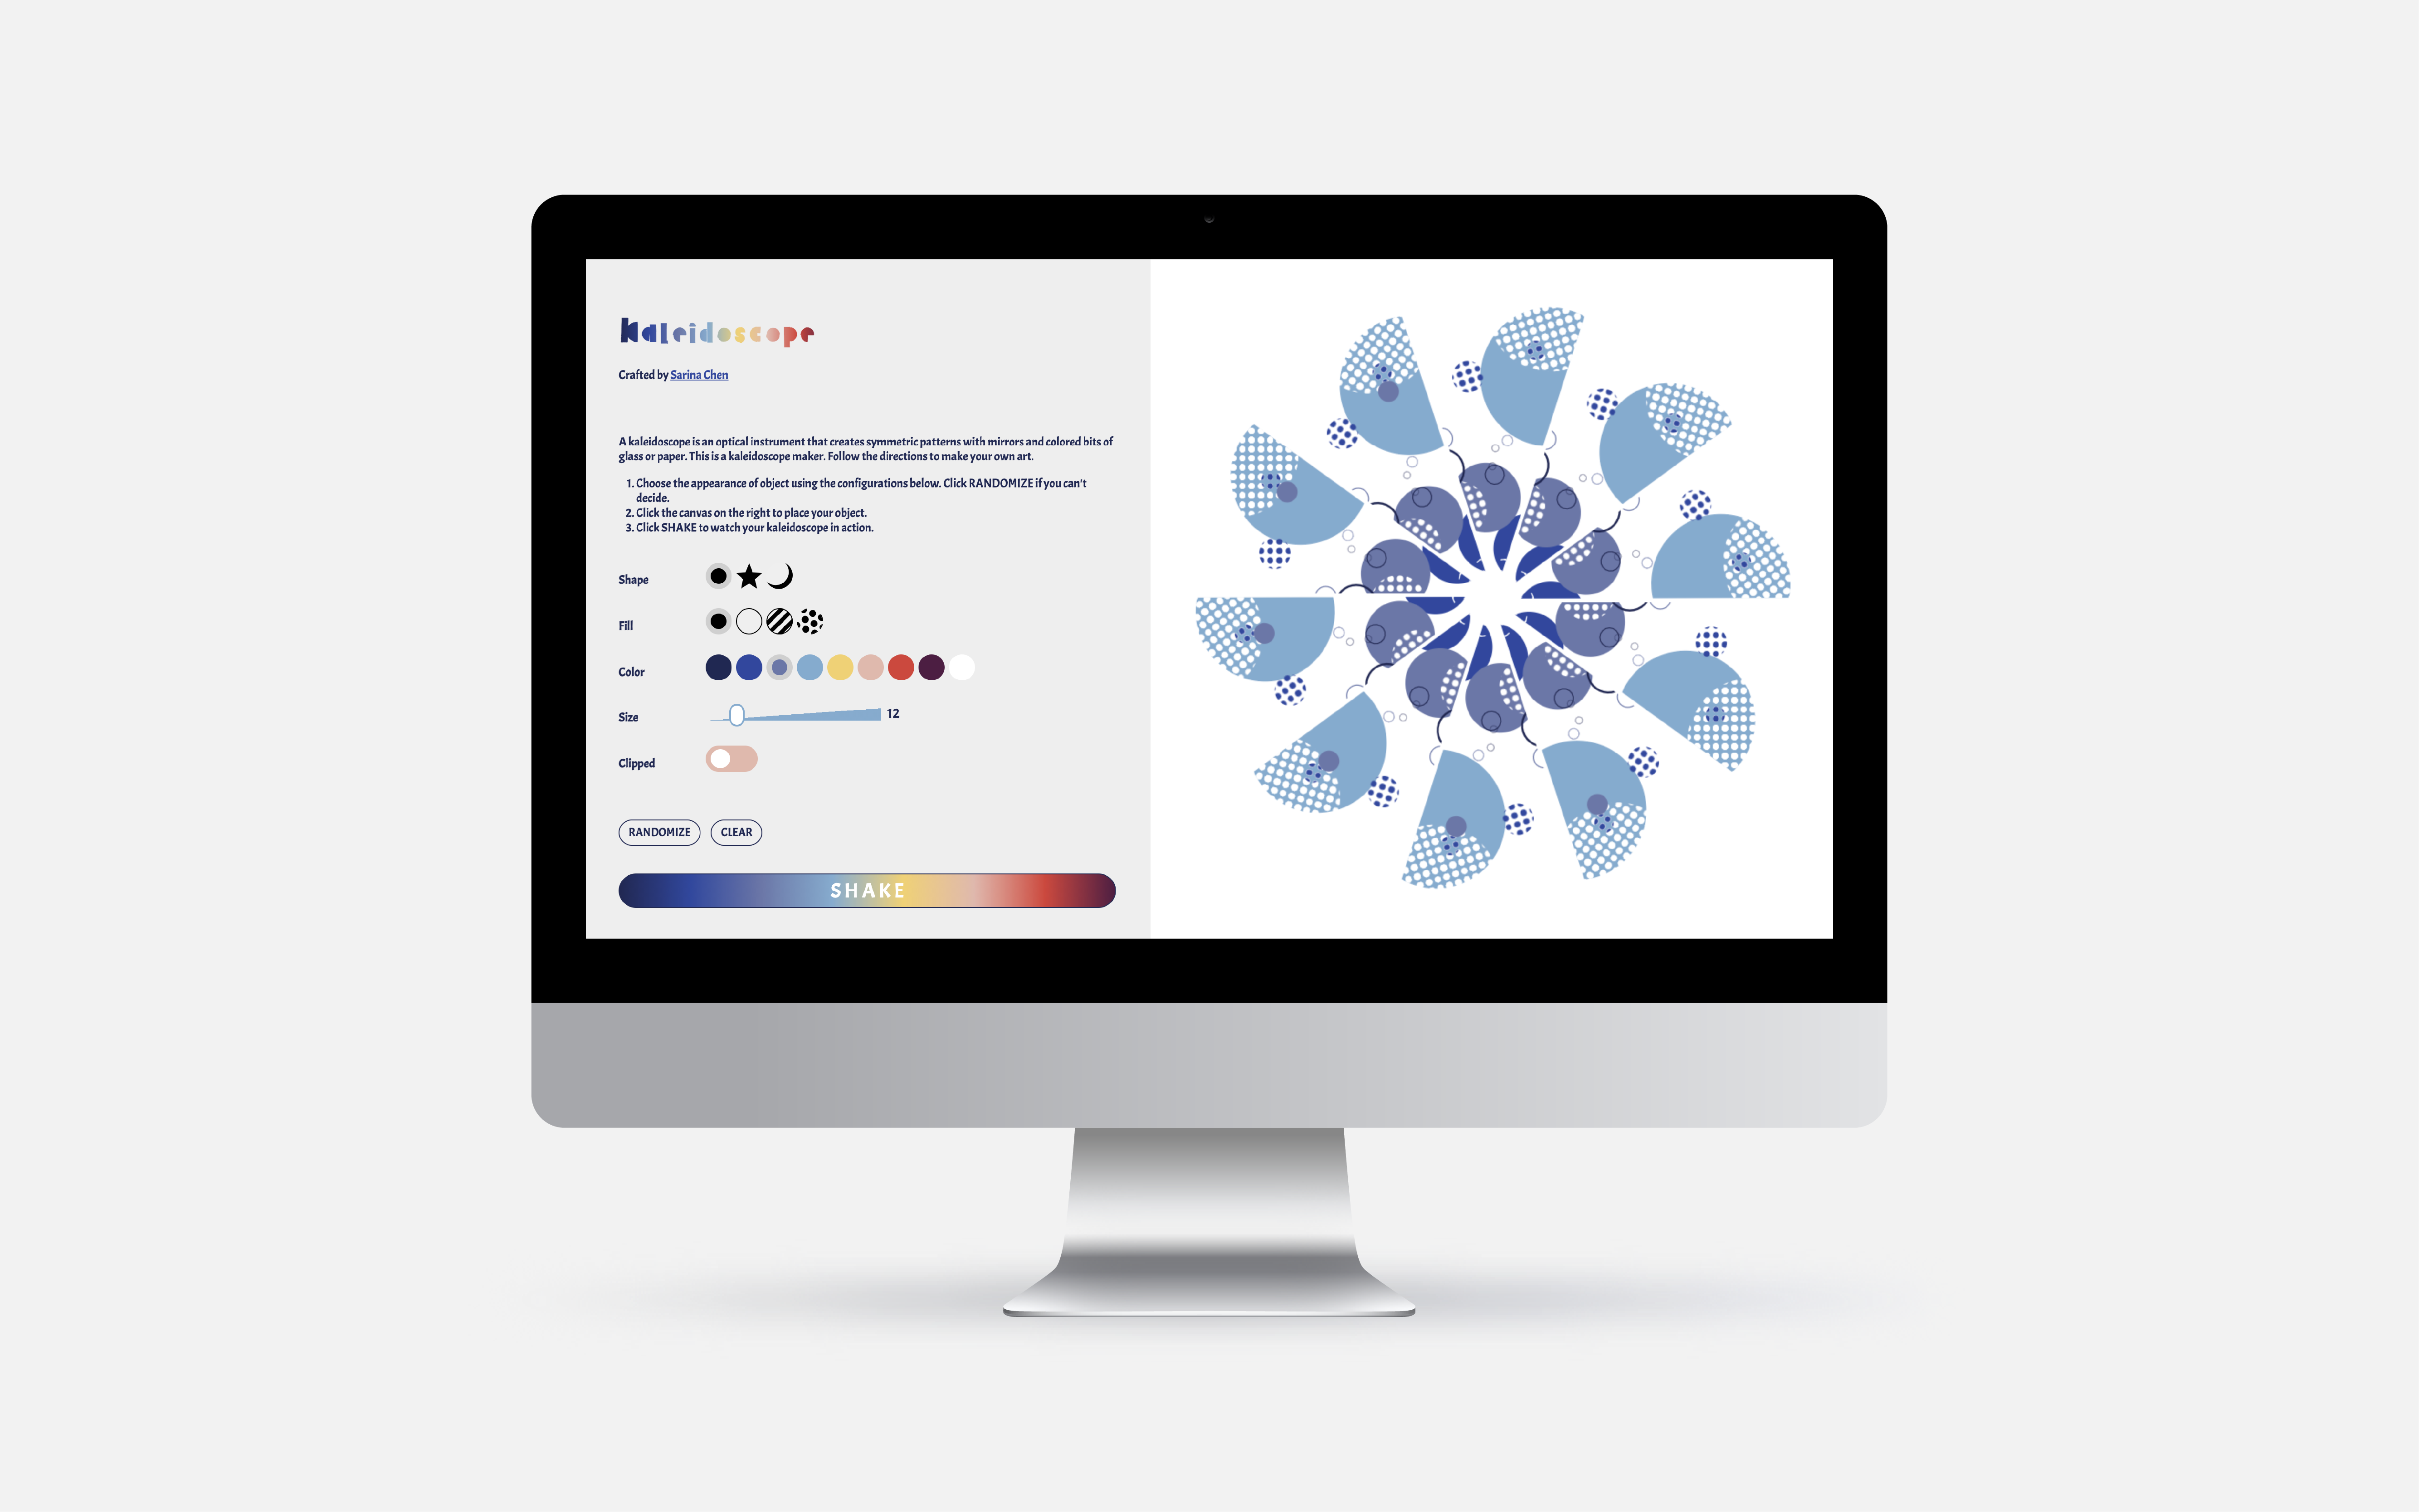 kaleidoscope
Crafted by Sarina Chen
A kaleidoscope is an optical instrument that creates symmetric patterns with mirrors and colored bits of
glass or paper. This is a kaleidoscope maker. Follow the directions to make your own art.
1. Choose the appearance of object using the configurations below. Click RANDOMIZE if you can't
decide.
2. Click the canvas on the right to place your object.
3. Click SHAKE to watch your kaleidoscope in action.
Shape
Fill
Color
Size 12
Clipped
RANDOMIZE CLEAR
SHAKE